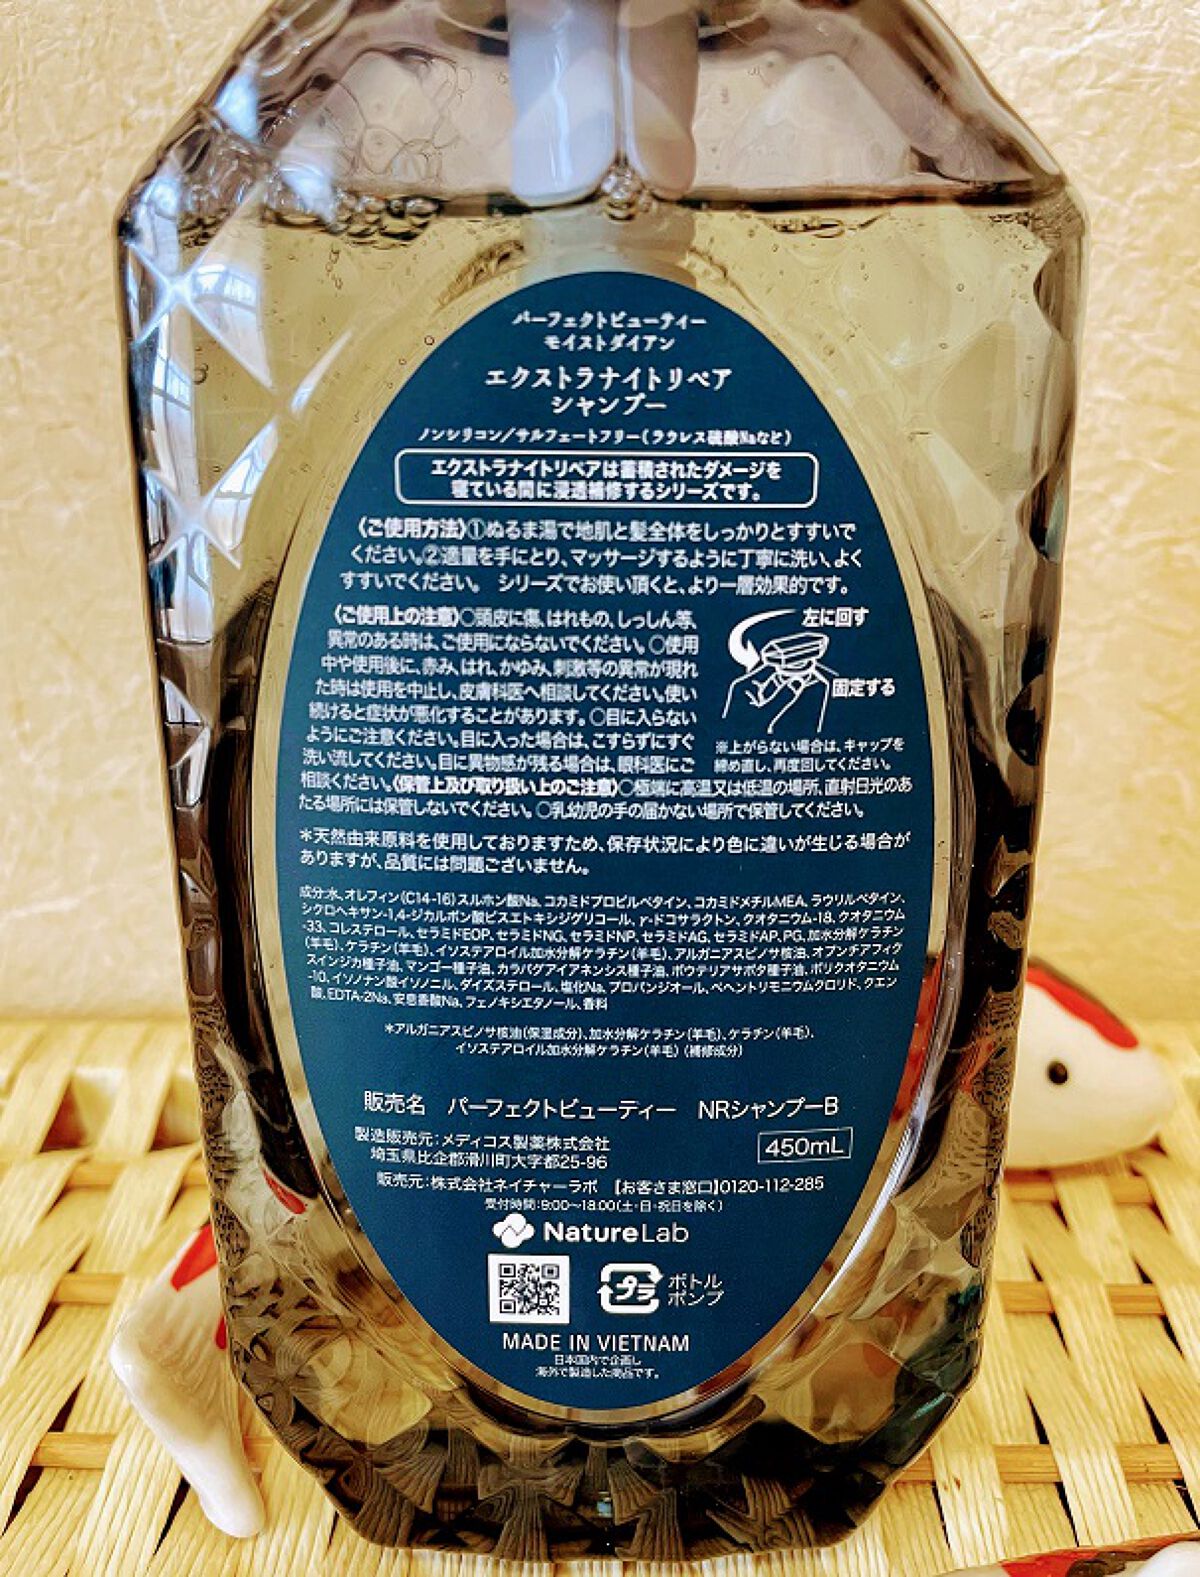 パーフェクトビューティー
モイストダイアン
エクストラナイトリペア
シャンプー
ノンシリコン/サルフェートフリー(ラウレス硫酸Naなど)
エクストラナイトリペアは蓄積されたダメージを
寝ている間に浸透補修するシリーズです。
《ご使用方法》①ぬるま湯で地肌と髪全体をしっかりとすすいで
ください。②適量を手にとり、マッサージするように丁寧に洗い、よく
すすいでください。 シリーズでお使い頂くと、より一層効果的です。
《ご使用上の注意》○頭皮に傷、はれもの、しっしん等、
異常のある時は、ご使用にならないでください。○使用
中や使用後に、赤み、はれ、かゆみ、刺激等の異常が現れ
た時は使用を中止し、皮膚科医へ相談してください。使い
続けると症状が悪化することがあります。○目に入らない
ようにご注意ください。目に入った場合は、こすらずにすぐ
洗い流してください。目に異物感が残る場合は、眼科医にご
相談ください。《保管上及び取り扱い上のご注意》○極端に高温又は低温の場所、直射日光のあ
たる場所には保管しないでください。○乳幼児の手の届かない場所で保管してください。
左に回す
固定する
※上がらない場合は、キャップを
締め直し、再度回してください。
*天然由来原料を使用しておりますため、保存状況により色に違いが生じる場合が
ありますが、品質には問題ございません。
成分:水、オレフィン(C14-16)スルホン酸Na、コカミドプロピルベタイン、コカミドメチルMEA、ラウリルベタイン、
シクロヘキサン-1,4-ジカルボン酸ビスエトキシジグリコール、γ-ドコサラクトン、クオタニウム-18、クオタニウム
-33、コレステロール、セラミドEOP、セラミドNG、セラミドNP、セラミドAG、セラミドAP、PG、加水分解ケラチン
(羊毛)、ケラチン(羊毛)、イソステアロイル加水分解ケラチン(羊毛)、アルガニアスピノサ核油、オプンチアフィク
スインジカ種子油、マンゴー種子油、カラパグアイアネンシス種子油、ポウテリアサポタ種子油、ポリクオタニウム
-10、イソノナン酸イソノニル、ダイズステロール、塩化Na、プロパンジオール、ベヘントリモニウムクロリド、クエン
酸、EDTA-2Na、安息香酸Na、フェノキシエタノール、香料
*アルガニアスピノサ核油(保湿成分)、加水分解ケラチン(羊毛)、ケラチン(羊毛)、
イソステアロイル加水分解ケラチン(羊毛)(補修成分)
販売名 パーフェクトビューティー NRシャンプーB
製造販売元:メディコス製薬株式会社
埼玉県比企郡滑川町大字都25-96
450mL
販売元:株式会社ネイチャーラボ 【お客さま窓口】0120-112-285
受付時間:9:00~18:00(土・日・祝日を除く)
NatureLab
プラ
ボトル
ポンプ
MADE IN VIETNAM
日本国内で企画し
海外で製造した商品です。